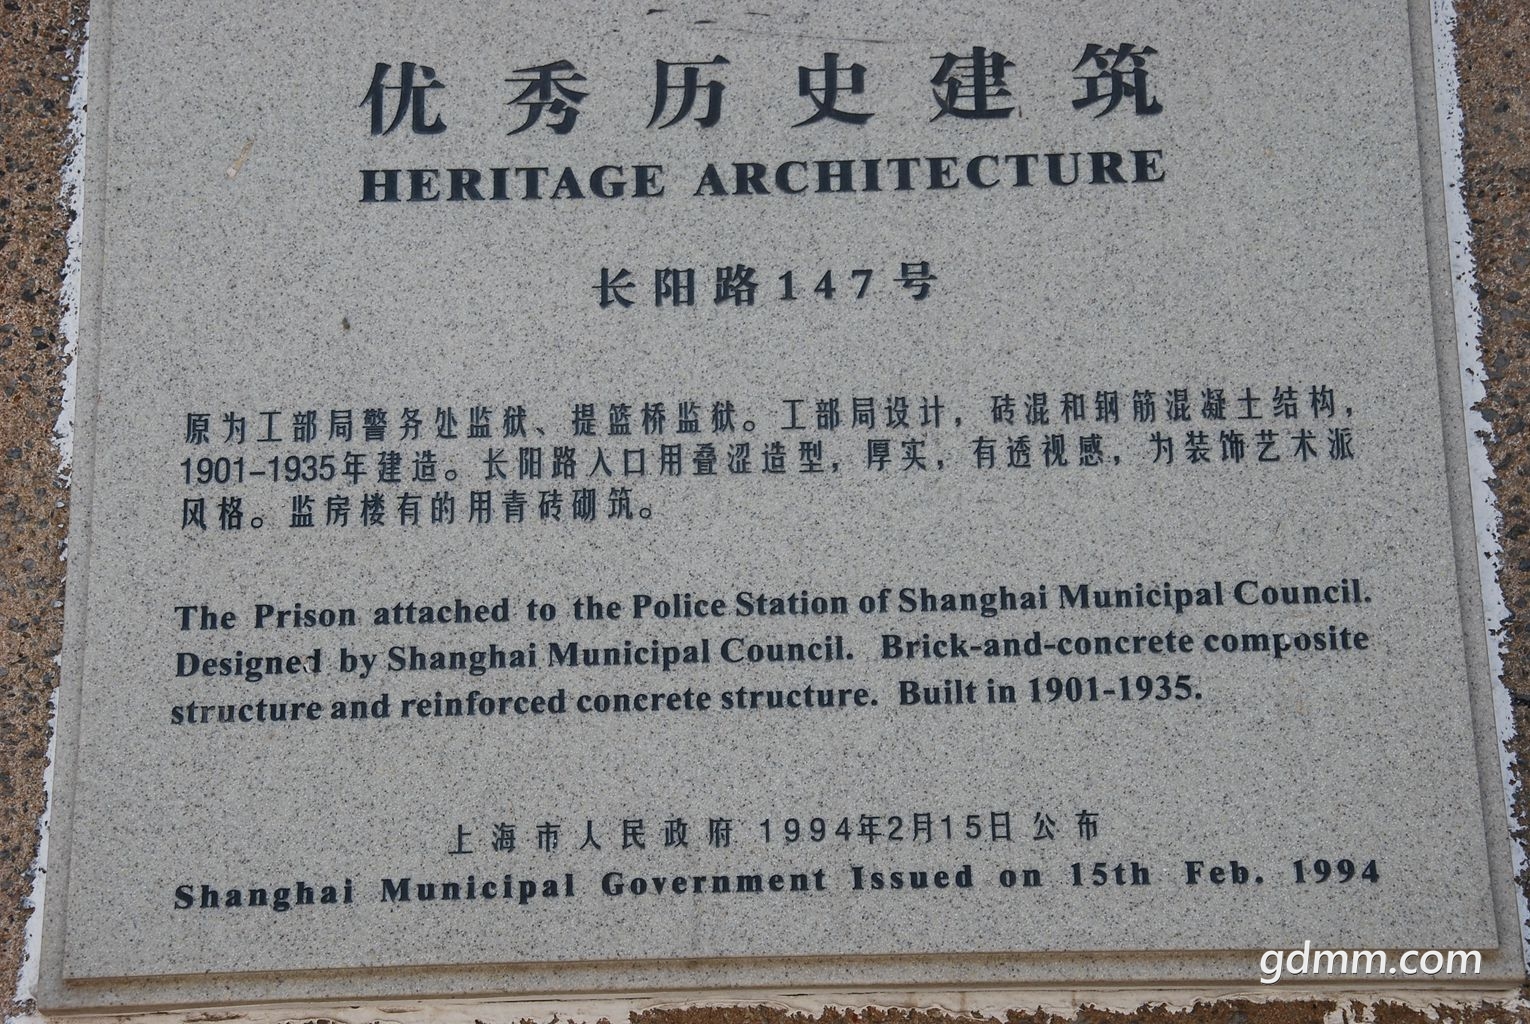 优秀历史建筑
HERITAGE ARCHITECTURE
长阳路147号
原为工部局警务处监狱、提篮桥监狱。工部局设计，砖混和钢筋混凝土结构，
1901-1935年建造。长阳路入口用叠涩造型，厚实，有透视感，为装饰艺术派
风格。监房楼有的用青砖砌筑。
The Prison attached to the Police Station of Shanghai Municipal Council.
Designed by Shanghai Municipal Council. Brick-and-concrete composite
structure and reinforced concrete structure. Built in 1901-1935.
上海市人民政府 1994年2月15日公布
Shanghai Municipal Government Issued on 15th Feb. 1994
gdmm.com